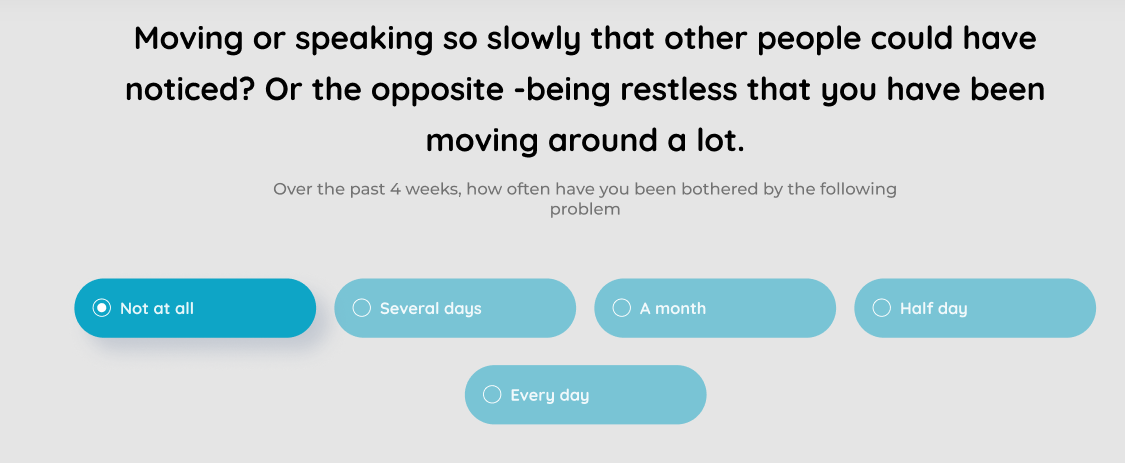 Moving or speaking so slowly that other people could have
noticed? Or the opposite -being restless that you have been
moving around a lot.
Over the past 4 weeks, how often have you been bothered by the following
problem
Not at all
Several days
A month
Half day
Every day